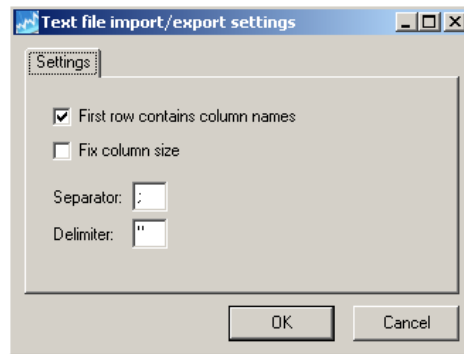 Text file import/export settings
Settings
First row contains column names
Fix column size
Separator: ;
Delimiter: "
OK Cancel